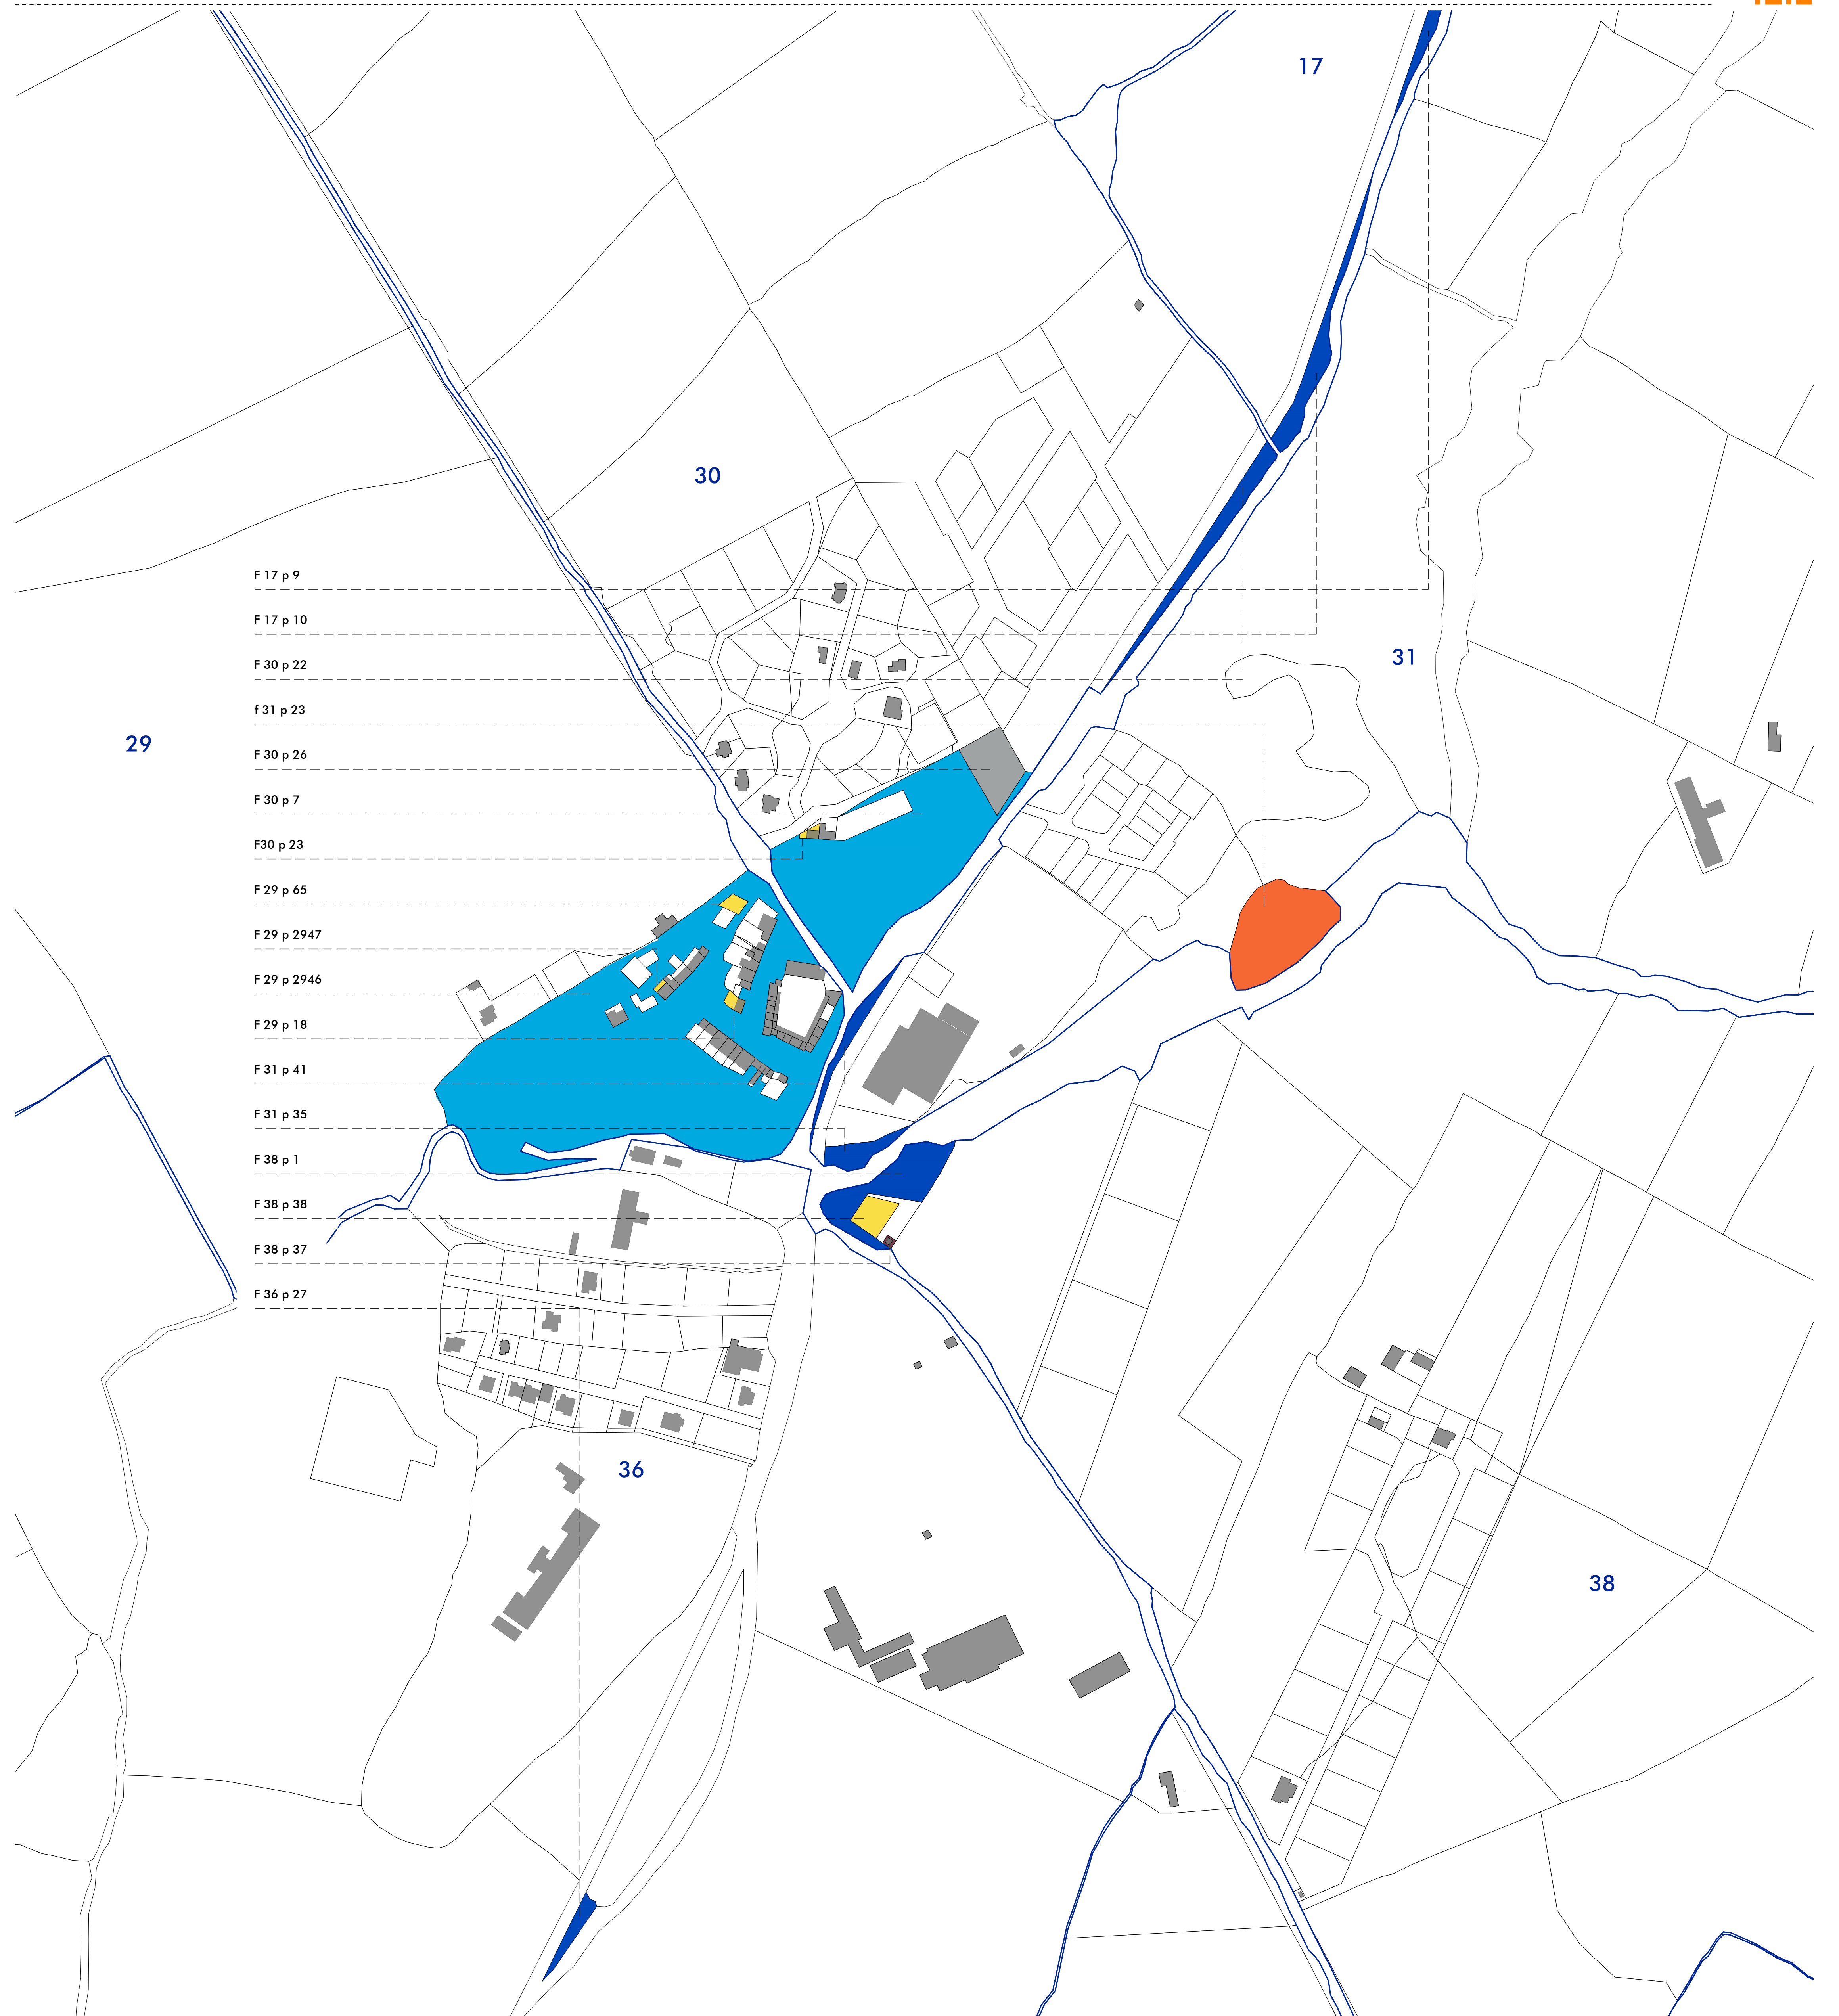 17
30
F 17 p 9
F 17 p 10
31
F 30 p 22
f 31 p 23
29
F 30 p 26
F 30 p 7
F30 p 23
F 29 p 65
F 29 p 2947
F 29 p 2946
F 29 p 18
F 31 p 41
F 31 p 35
F 38 p 1
F 38 p 38
F 38 p 37
F 36 p 27
36
38